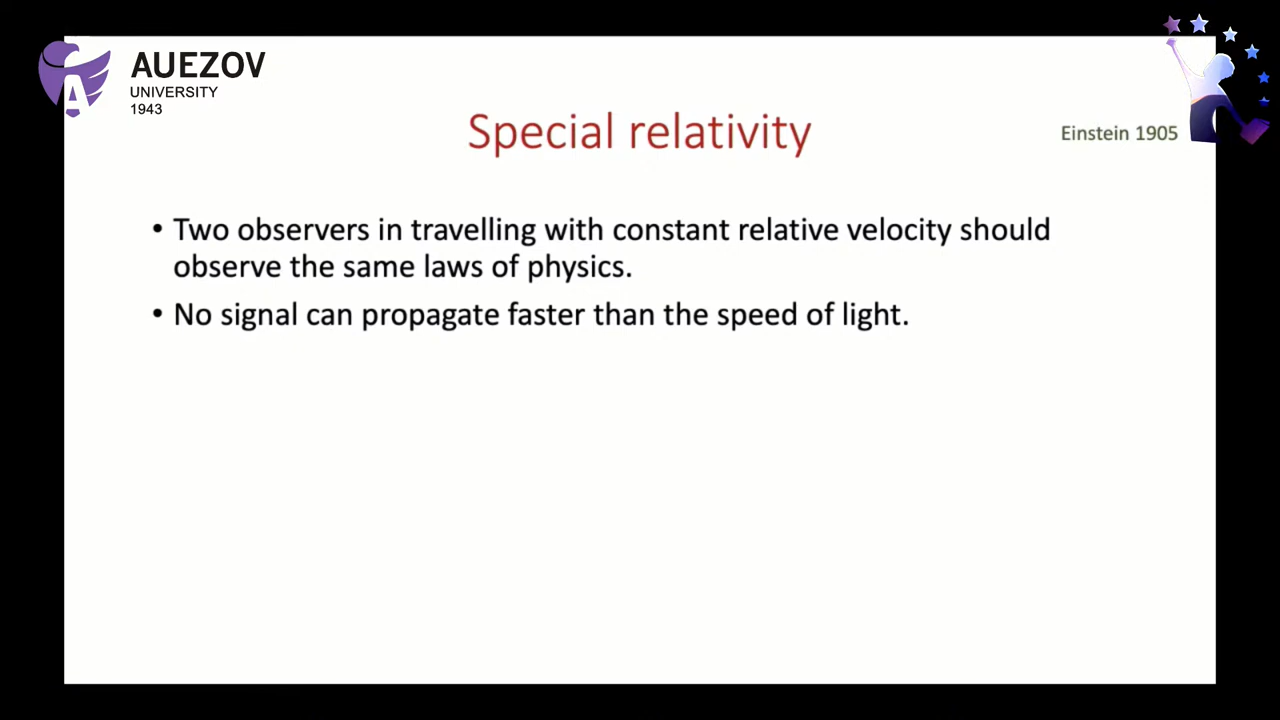 AUEZOV
UNIVERSITY
1943
Special relativity
Einstein 1905
• Two observers in travelling with constant relative velocity should
observe the same laws of physics.
• No signal can propagate faster than the speed of light.